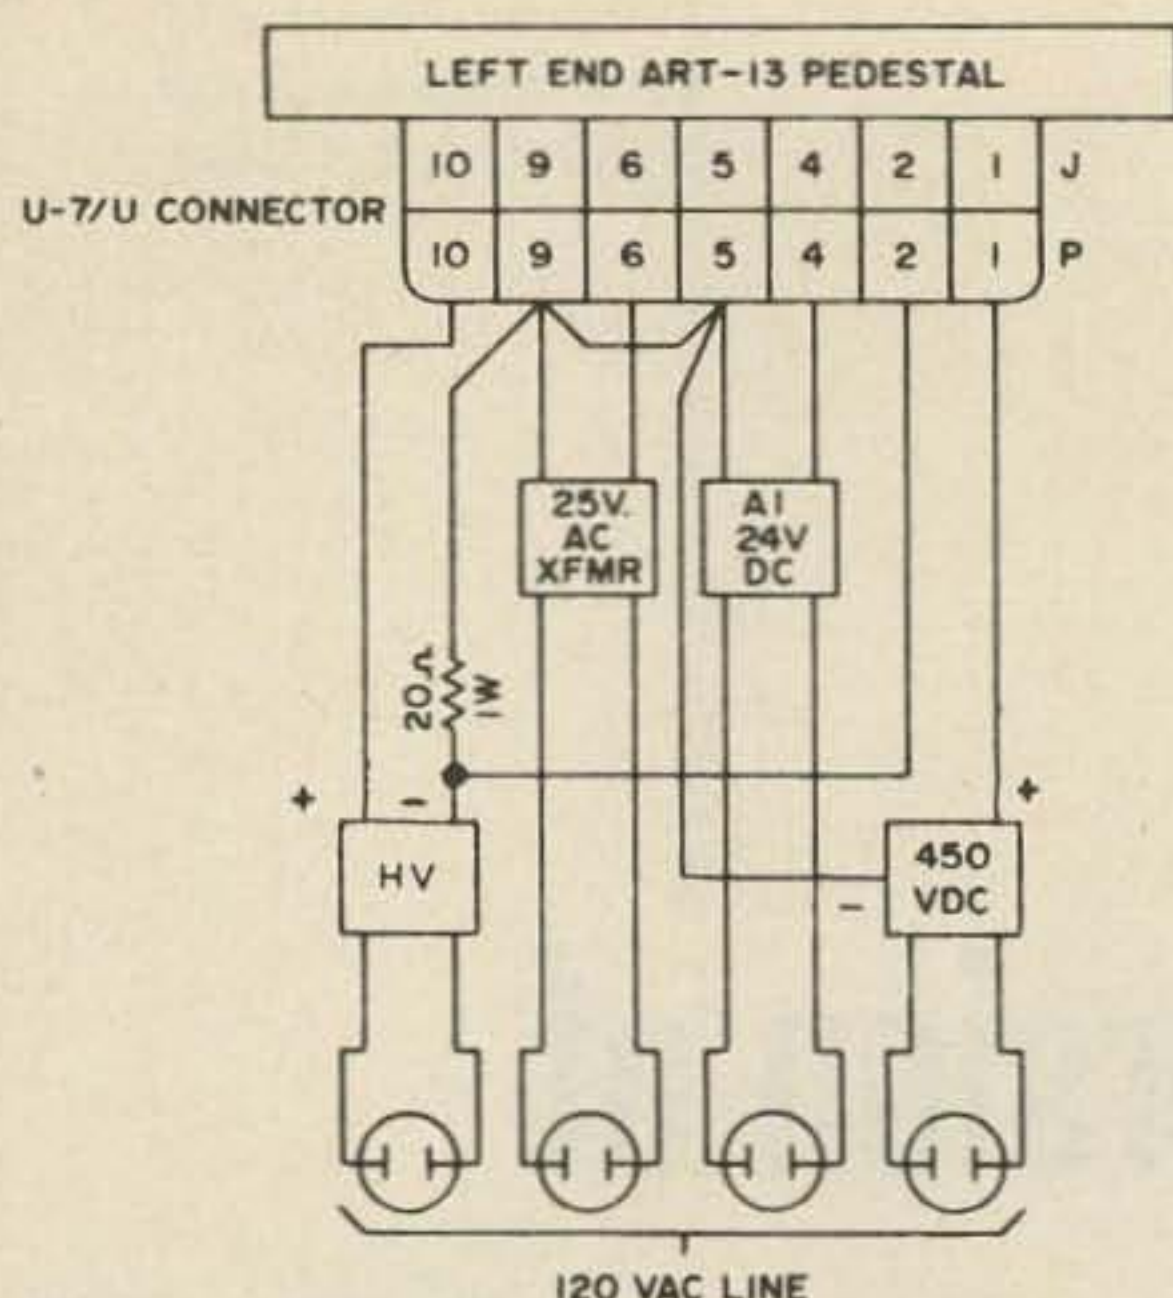 LEFT END ART-13 PEDESTAL
10 9 6 5 4 2 1 J
U-7/U CONNECTOR
10 9 6 5 4 2 1 P
25V.
AC
XFMR
A1
24V
DC
20Ω
1W
+
−
+
HV
450
VDC
−
120 VAC LINE